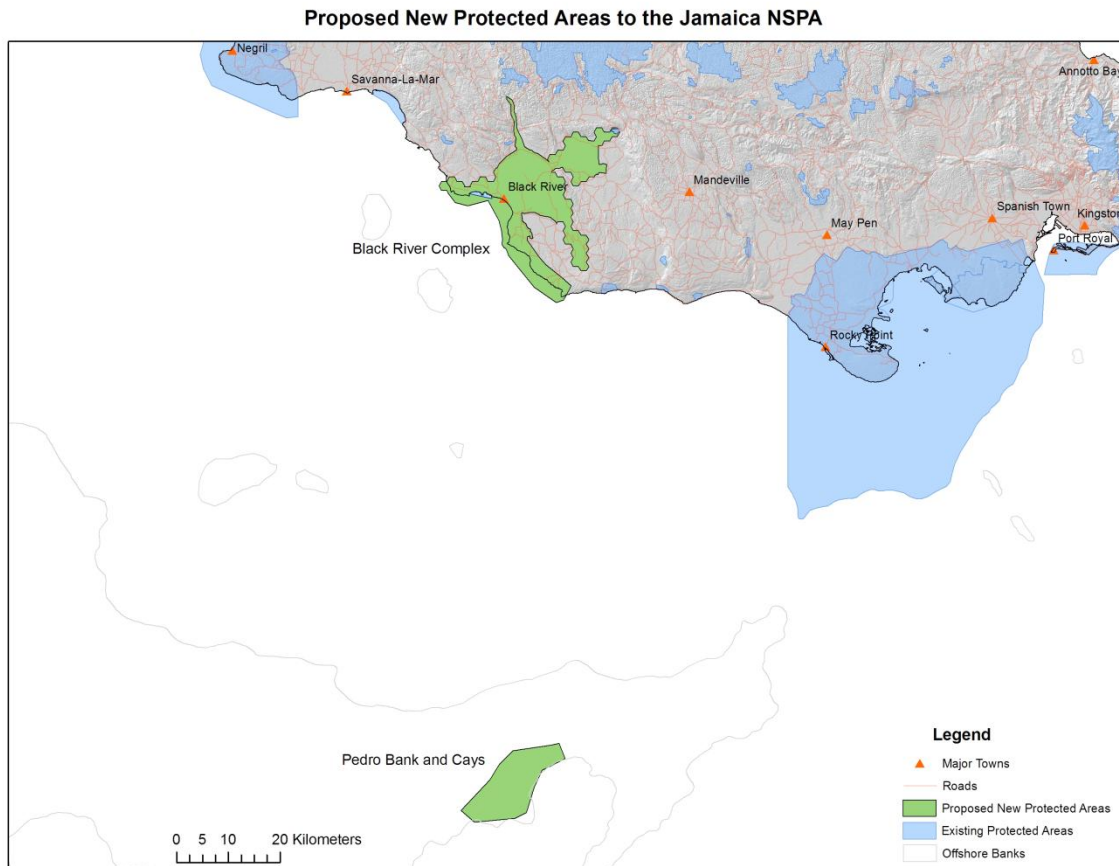 Proposed New Protected Areas to the Jamaica NSPA
Negril
Annotto Bay
Savanna-La-Mar
Black River
Mandeville
Spanish Town
Kingston
May Pen
Port Royal
Black River Complex
Rocky Point
Pedro Bank and Cays
Legend
Major Towns
Roads
Proposed New Protected Areas
Existing Protected Areas
Offshore Banks
0 5 10 20 Kilometers